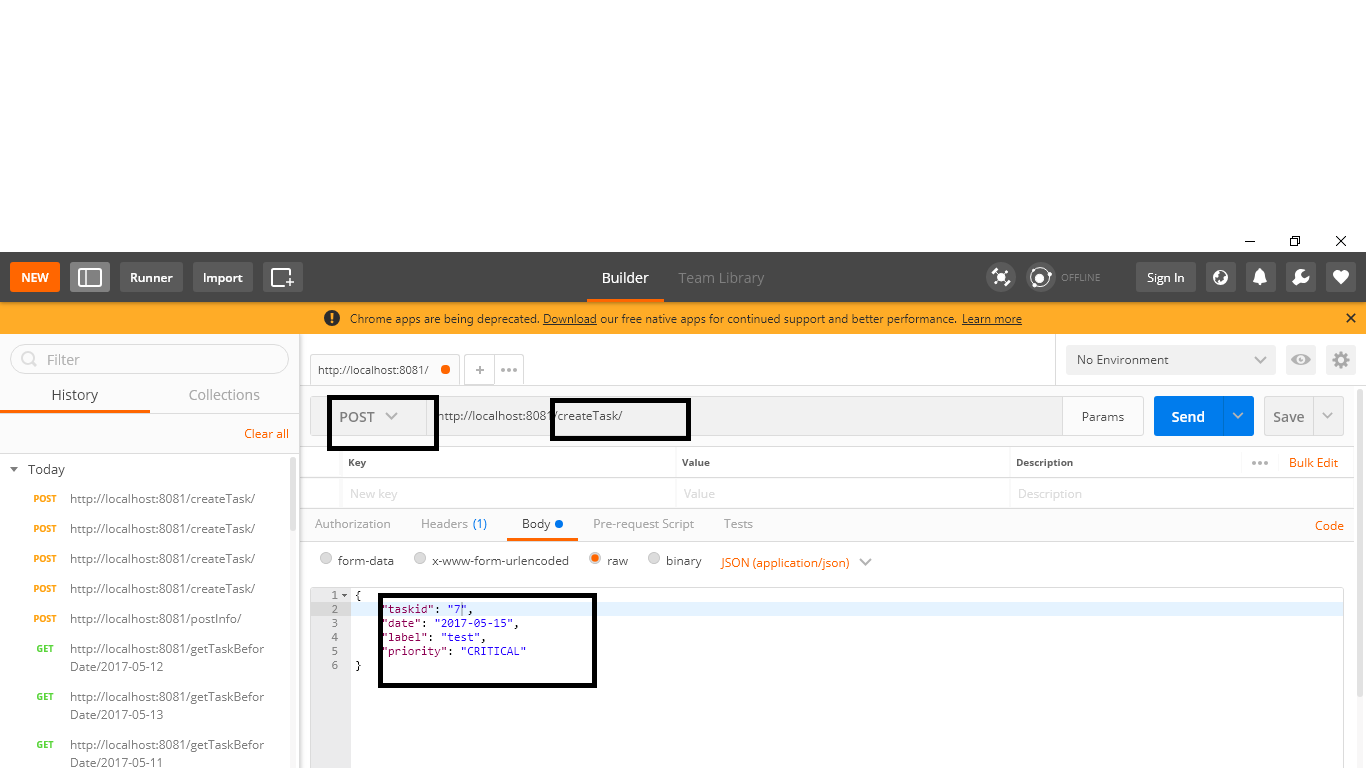 NEW Runner Import Builder Team Library OFFLINE Sign In
Chrome apps are being deprecated. Download our free native apps for continued support and better performance. Learn more
Filter
History Collections
Clear all
Today
POST http://localhost:8081/createTask/
POST http://localhost:8081/createTask/
POST http://localhost:8081/createTask/
POST http://localhost:8081/createTask/
POST http://localhost:8081/postInfo/
GET http://localhost:8081/getTaskBefor
Date/2017-05-12
GET http://localhost:8081/getTaskBefor
Date/2017-05-13
GET http://localhost:8081/getTaskBefor
Date/2017-05-11
http://localhost:8081/ + ••• No Environment
POST http://localhost:8081/createTask/ Params Send Save
Key Value Description ••• Bulk Edit
New key Value Description
Authorization Headers (1) Body Pre-request Script Tests Code
form-data x-www-form-urlencoded raw binary JSON (application/json)
1 {
2 "taskid": "7",
3 "date": "2017-05-15",
4 "label": "test",
5 "priority": "CRITICAL"
6 }